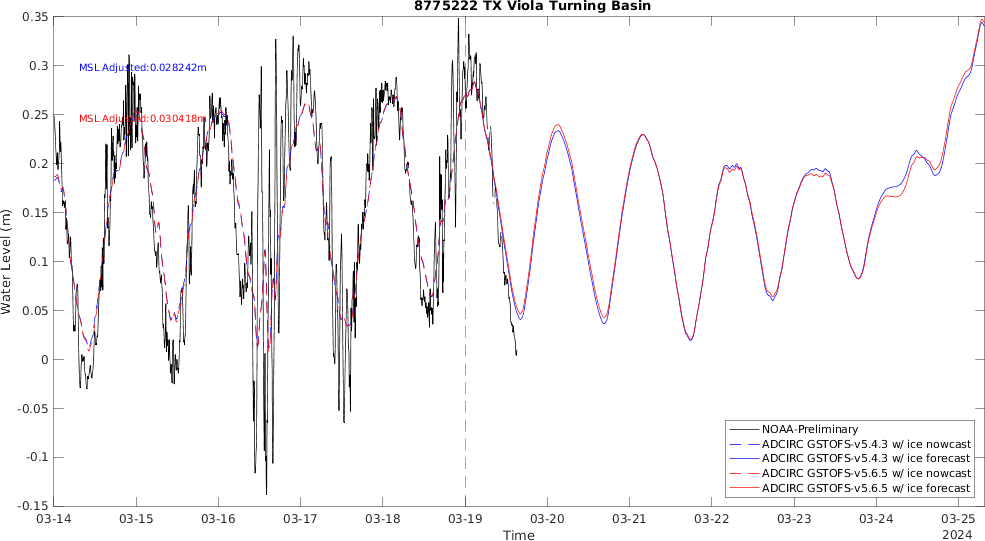 8775222 TX Viola Turning Basin
0.35
0.3
0.25
0.2
0.15
0.1
0.05
0
-0.05
-0.1
-0.15
Water Level (m)
MSL Adjusted:0.028242m
MSL Adjusted:0.030418m
NOAA-Preliminary
ADCIRC GSTOFS-v5.4.3 w/ ice nowcast
ADCIRC GSTOFS-v5.4.3 w/ ice forecast
ADCIRC GSTOFS-v5.6.5 w/ ice nowcast
ADCIRC GSTOFS-v5.6.5 w/ ice forecast
03-14 03-15 03-16 03-17 03-18 03-19 03-20 03-21 03-22 03-23 03-24 03-25
Time
2024